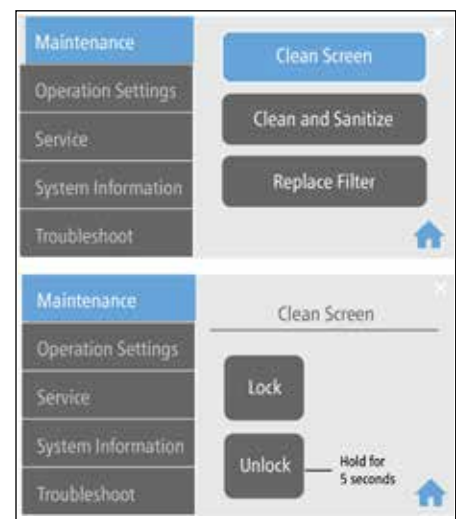 Maintenance
Operation Settings
Service
System Information
Troubleshoot
Clean Screen
Clean and Sanitize
Replace Filter
Maintenance
Operation Settings
Service
System Information
Troubleshoot
Clean Screen
Lock
Unlock
Hold for
5 seconds